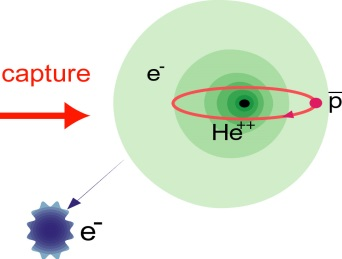 capture
e-
p̅
He++
e-